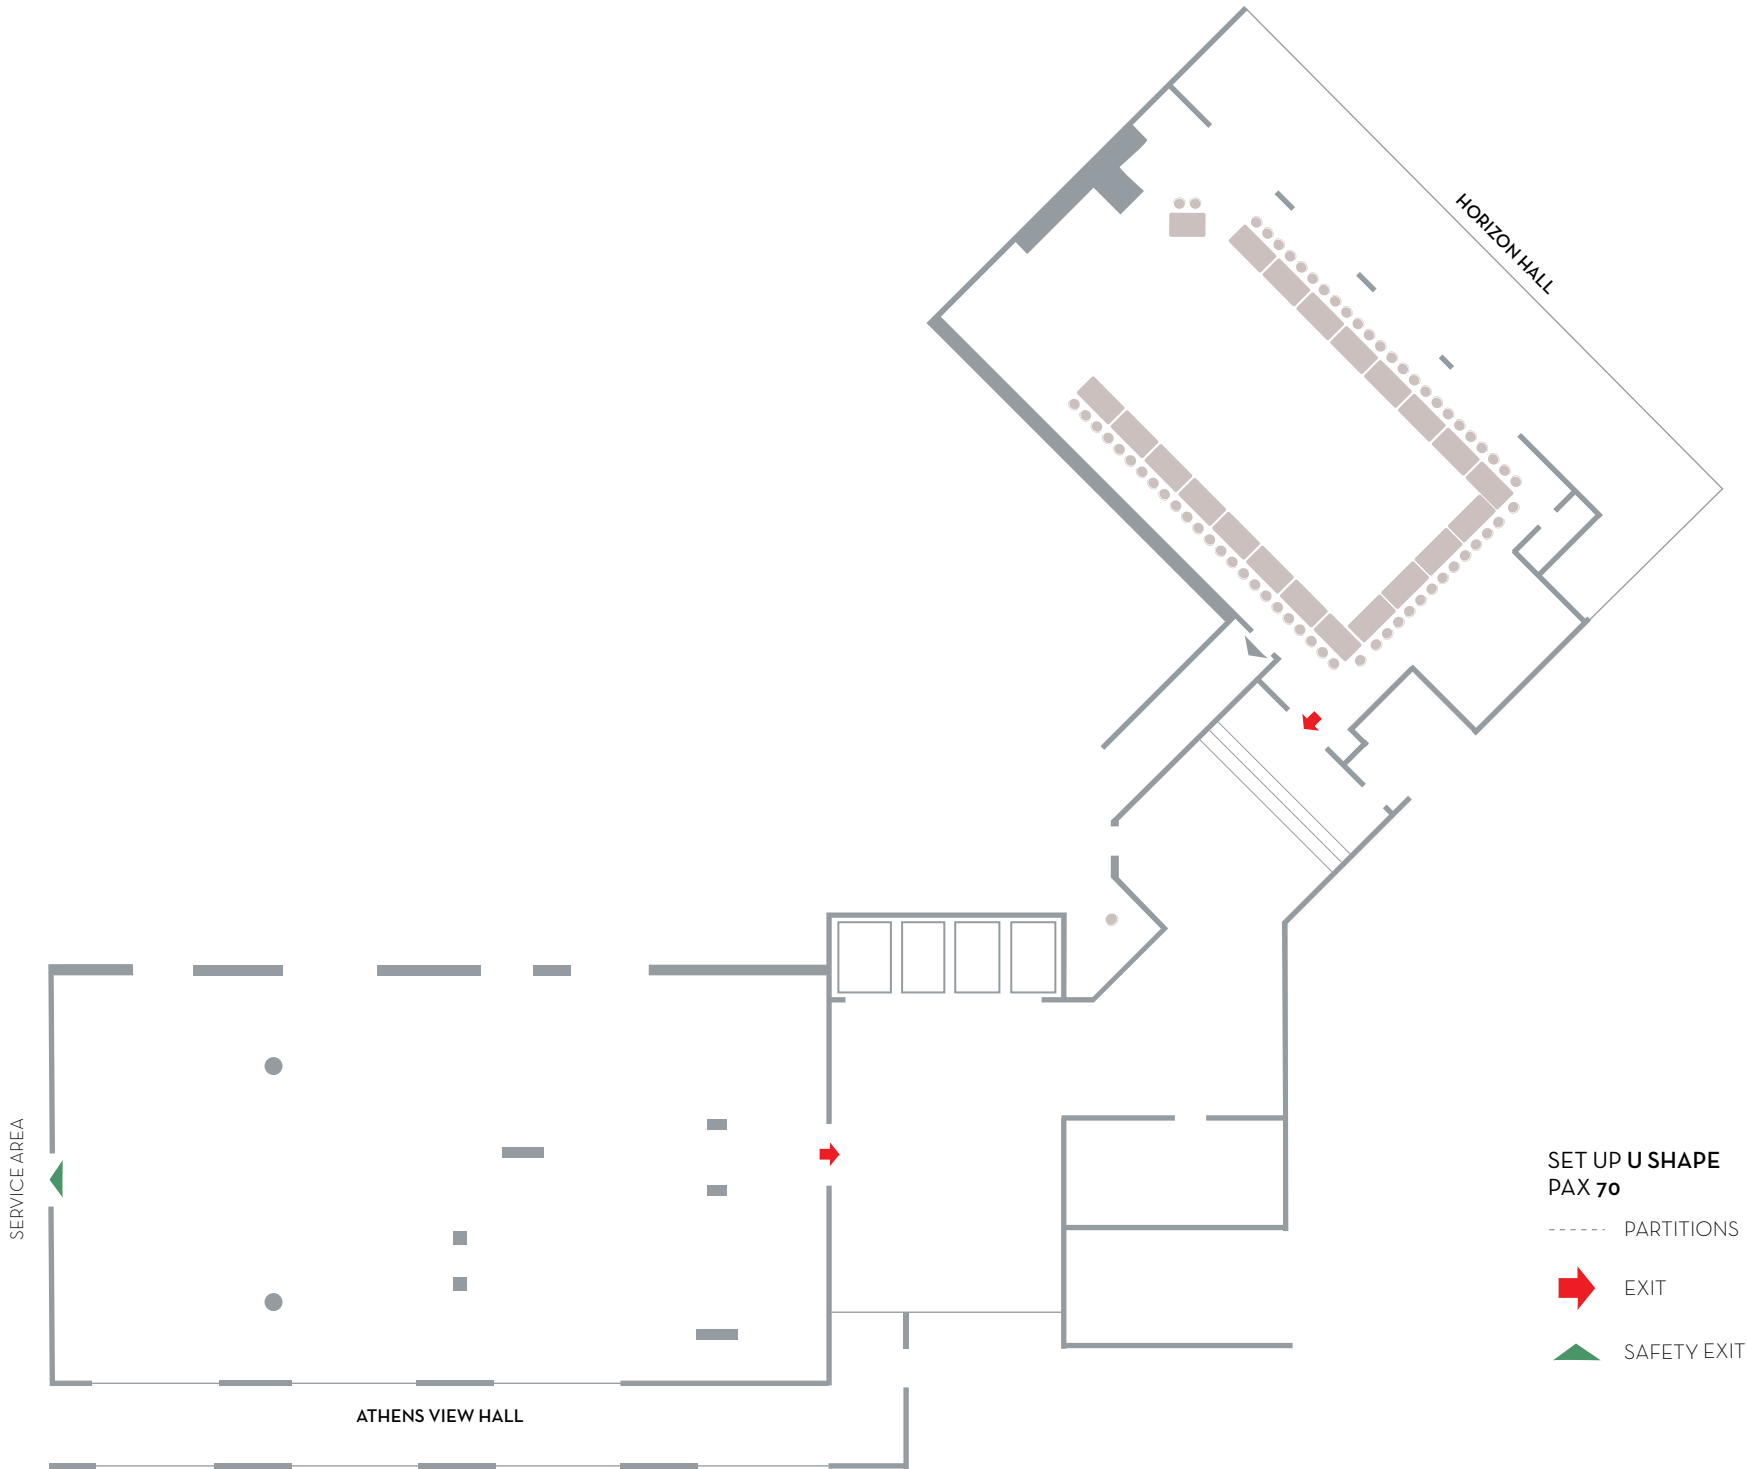 HORIZON HALL
SERVICE AREA
SET UP U SHAPE
PAX 70
PARTITIONS
EXIT
SAFETY EXIT
ATHENS VIEW HALL